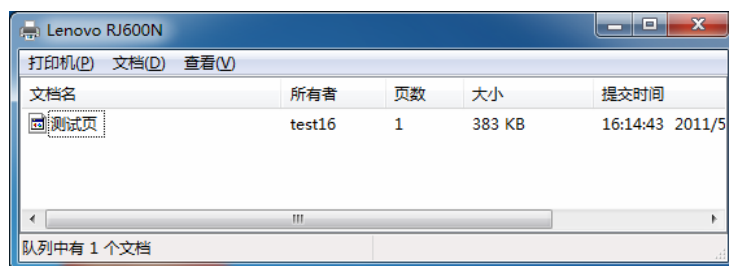 Lenovo RJ600N
打印机(P) 文档(D) 查看(V)
文档名 所有者 页数 大小 提交时间
测试页 test16 1 383 KB 16:14:43 2011/5
队列中有 1 个文档